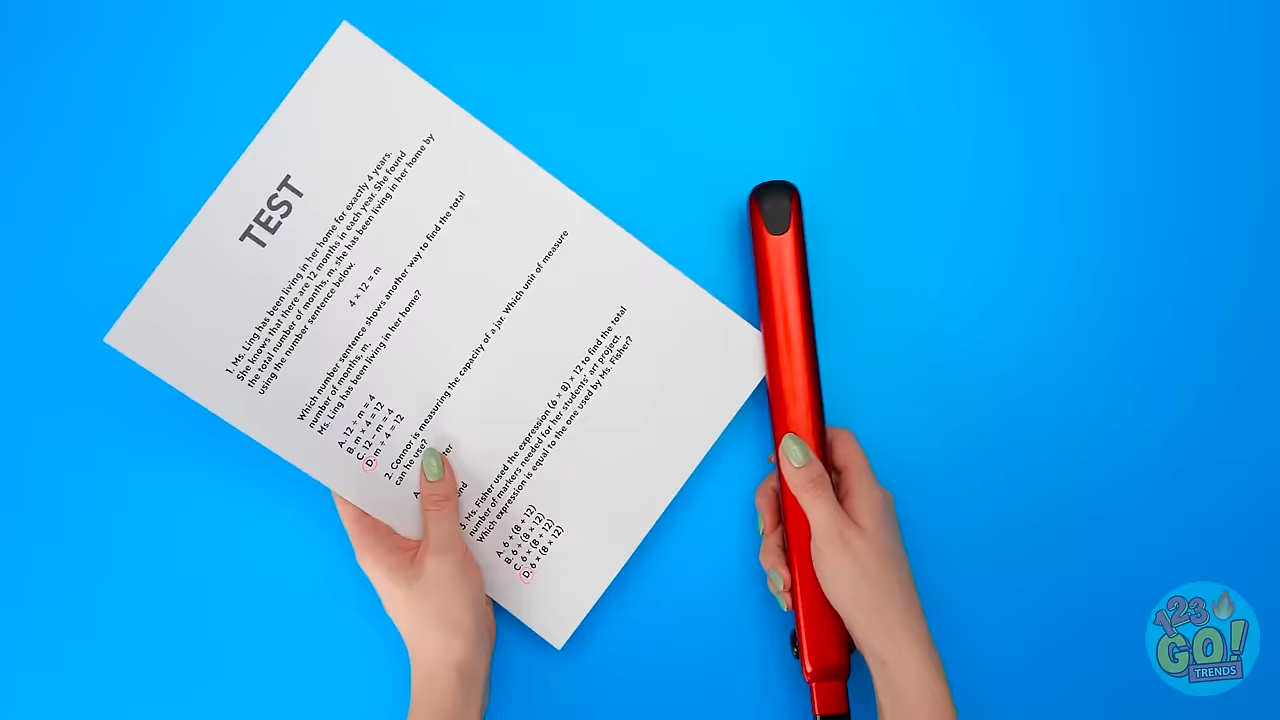 TEST
1. Ms. Ling has been living in her home for exactly 4 years.
She knows that there are 12 months in each year. She found
the total number of months, m, she has been living in her home by
using the number sentence below.
4 × 12 = m
Which number sentence shows another way to find the total
number of months, m,
Ms. Ling has been living in her home?
A. 12 ÷ m = 4
B. m × 4 = 12
C. 12 – m = 4
D. m ÷ 4 = 12
2. Connor is measuring the capacity of a jar. Which unit of measure
can he use?
A.
3. Ms. Fisher used the expression (6 × 8) × 12 to find the total
number of markers needed for her students' art project.
Which expression is equal to the one used by Ms. Fisher?
A. 6 + (8 + 12)
B. 6 + (8 × 12)
C. 6 × (8 + 12)
D. 6 × (8 × 12)
123
GO!
TRENDS